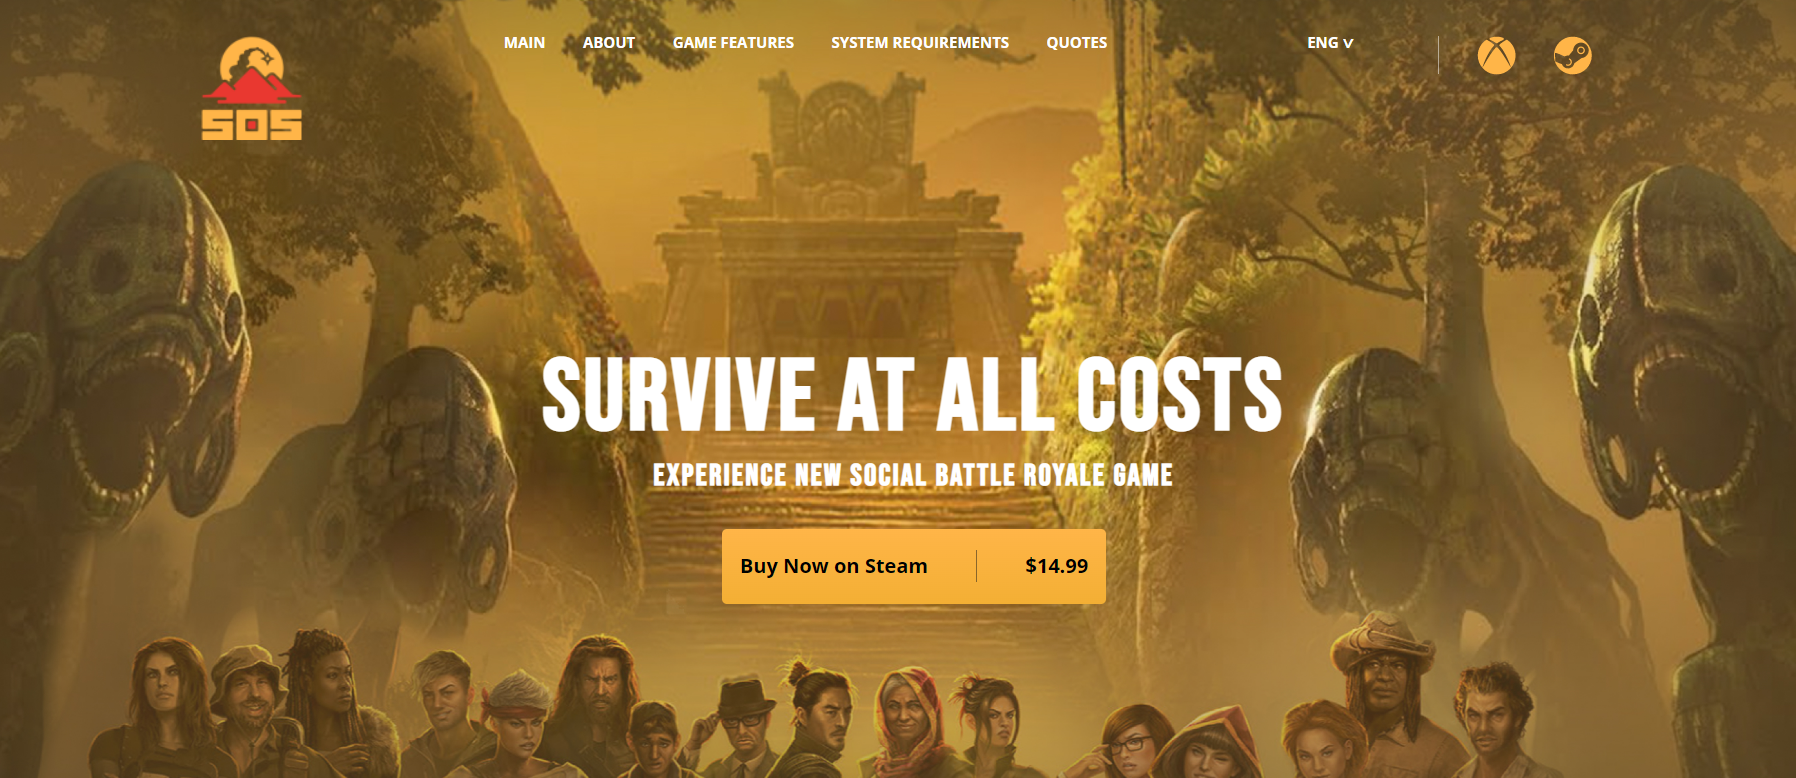 SOS
MAIN
ABOUT
GAME FEATURES
SYSTEM REQUIREMENTS
QUOTES
ENG v
SURVIVE AT ALL COSTS
EXPERIENCE NEW SOCIAL BATTLE ROYALE GAME
Buy Now on Steam
$14.99